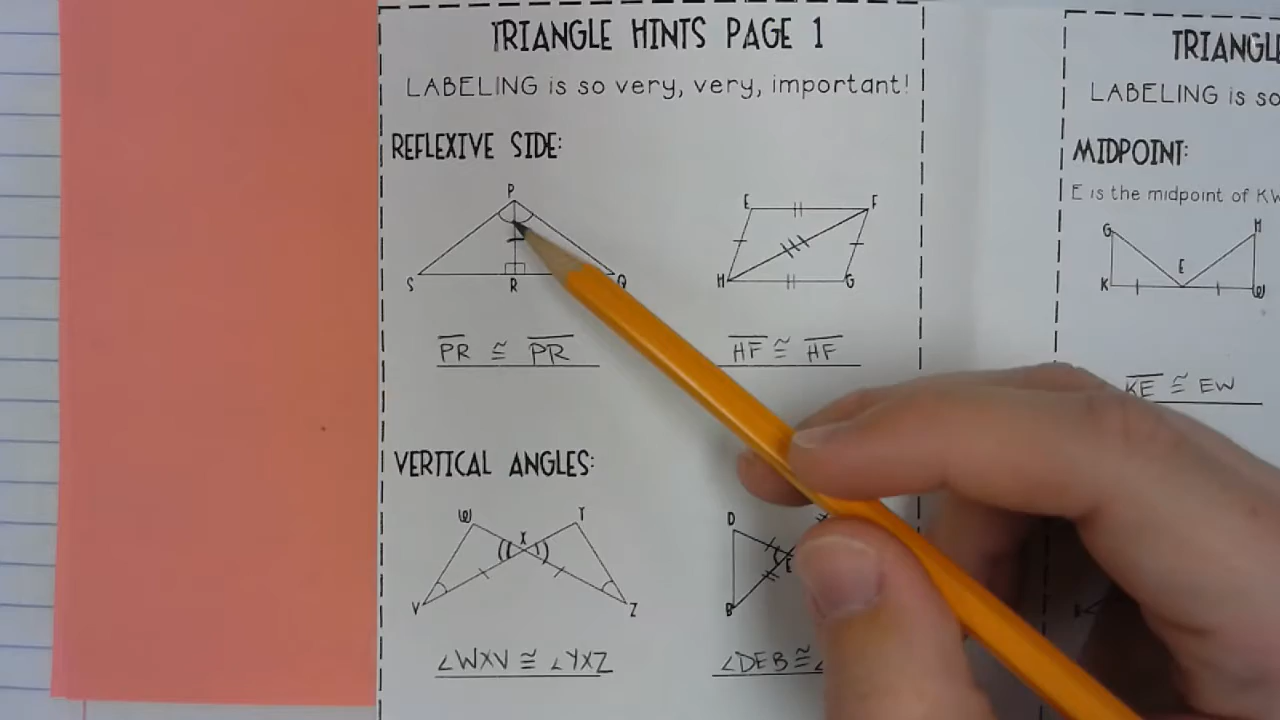 TRIANGLE HINTS PAGE 1
LABELING is so very, very, important!
REFLEXIVE SIDE:
P
S
R
Q
E
F
H
G
PR ≅ PR
HF ≅ HF
VERTICAL ANGLES:
W
Y
X
V
Z
D
E
B
∠WXV ≅ ∠YXZ
∠DEB ≅ ∠
LABELING is so
MIDPOINT:
E is the midpoint of
G
H
E
K
W
KE ≅ EW